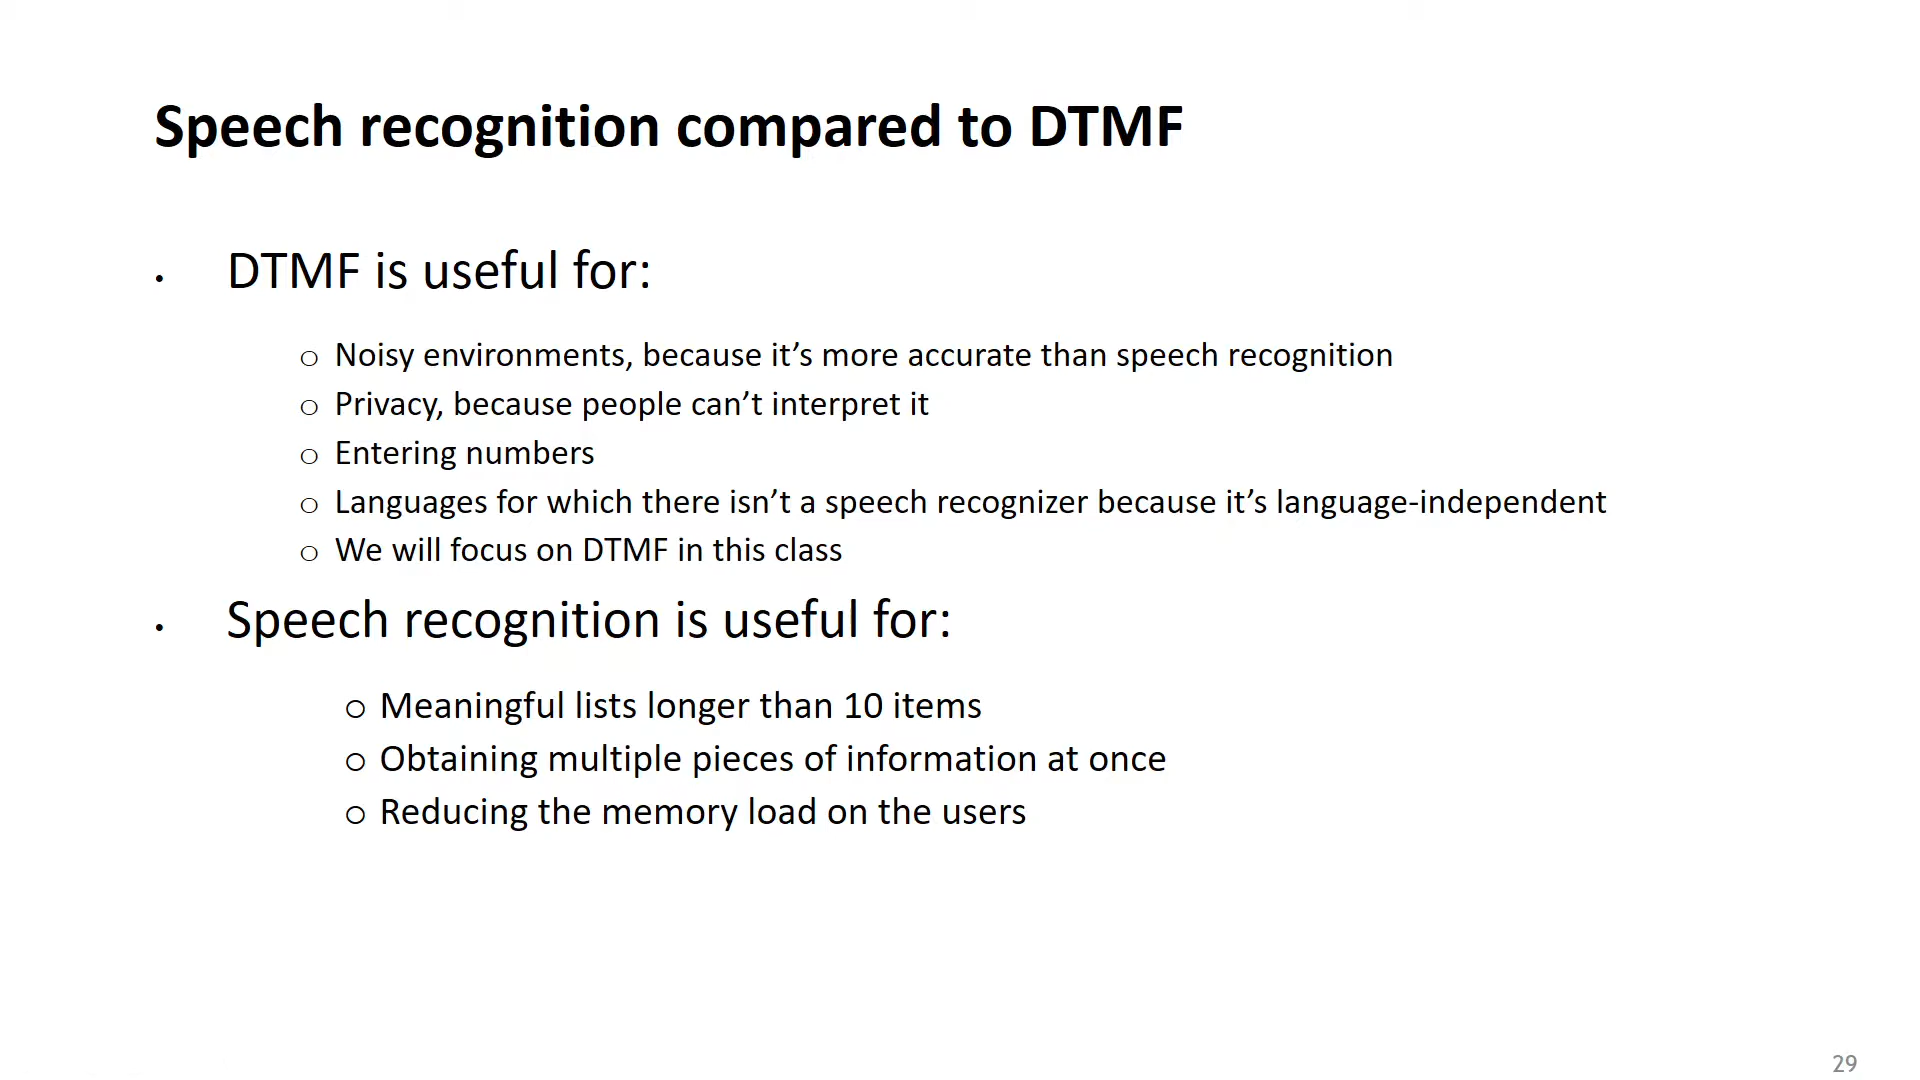 Speech recognition compared to DTMF
• DTMF is useful for:
o Noisy environments, because it’s more accurate than speech recognition
o Privacy, because people can’t interpret it
o Entering numbers
o Languages for which there isn’t a speech recognizer because it’s language-independent
o We will focus on DTMF in this class
• Speech recognition is useful for:
o Meaningful lists longer than 10 items
o Obtaining multiple pieces of information at once
o Reducing the memory load on the users
29